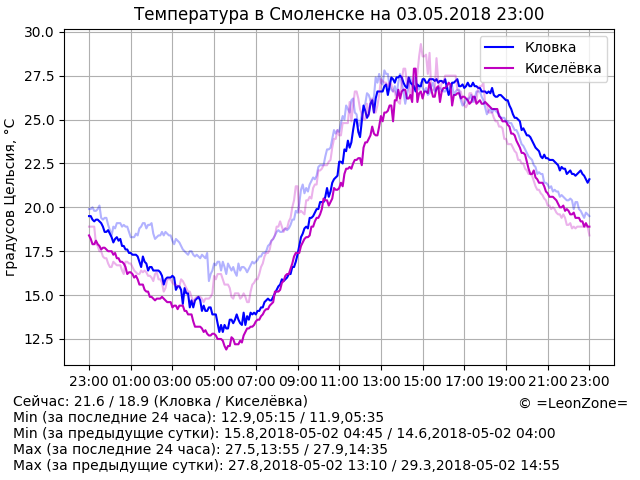 Температура в Смоленске на 03.05.2018 23:00
Кловка
Киселёвка
градусов Цельсия, °C
30.0
27.5
25.0
22.5
20.0
17.5
15.0
12.5
23:00 01:00 03:00 05:00 07:00 09:00 11:00 13:00 15:00 17:00 19:00 21:00 23:00
Сейчас: 21.6 / 18.9 (Кловка / Киселёвка)
© =LeonZone=
Min (за последние 24 часа): 12.9,05:15 / 11.9,05:35
Min (за предыдущие сутки): 15.8,2018-05-02 04:45 / 14.6,2018-05-02 04:00
Max (за последние 24 часа): 27.5,13:55 / 27.9,14:35
Max (за предыдущие сутки): 27.8,2018-05-02 13:10 / 29.3,2018-05-02 14:55